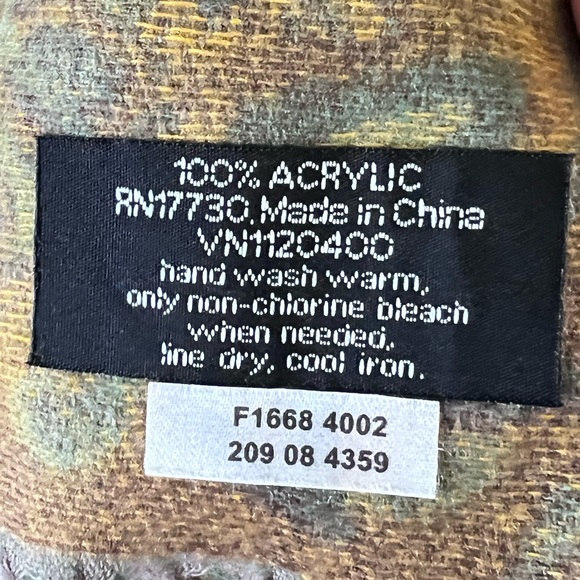 100% ACRYLIC
RN17730, Made in China
VN1120400
hand wash warm,
only non-chlorine bleach
when needed,
line dry, cool iron.
F1668 4002
209 08 4359